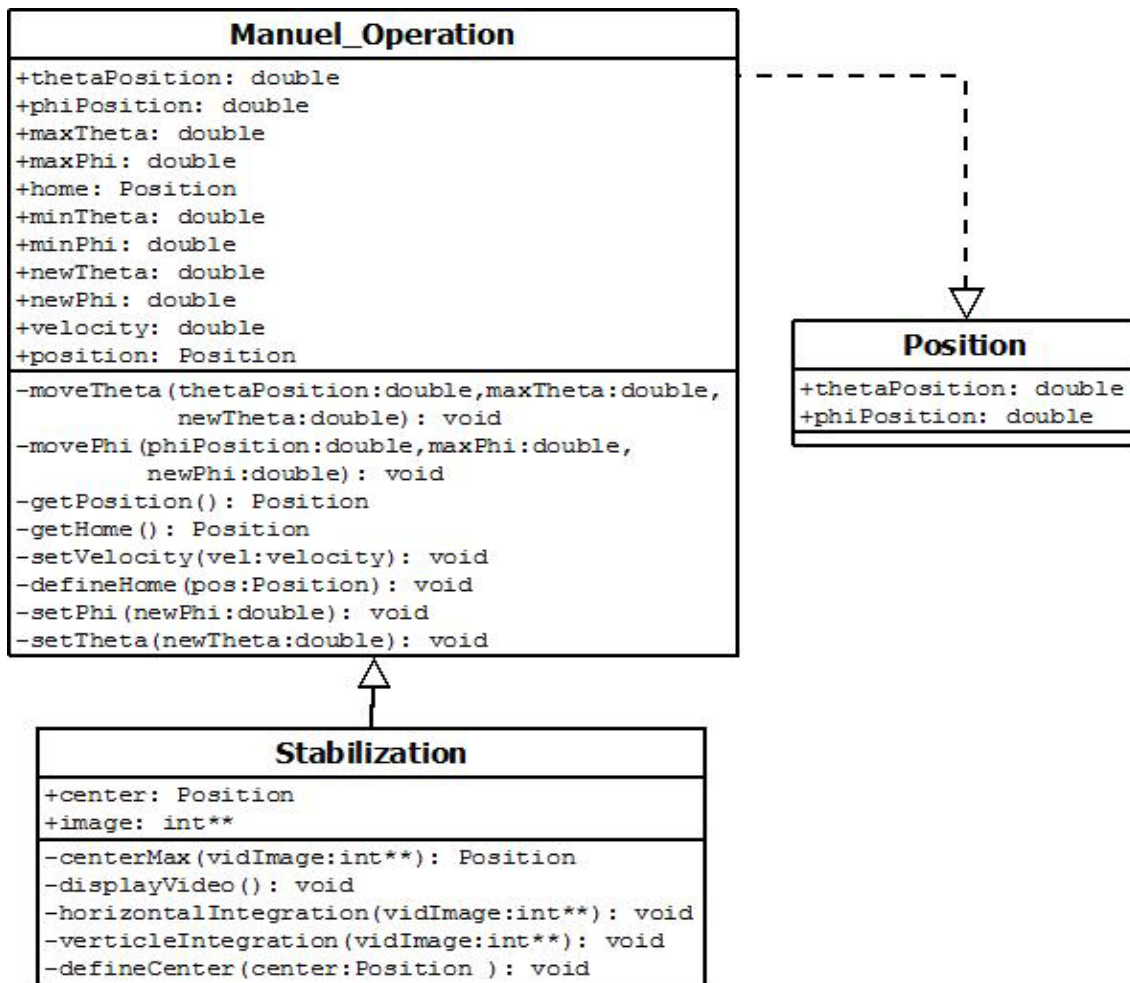 Manuel_Operation
+thetaPosition: double
+phiPosition: double
+maxTheta: double
+maxPhi: double
+home: Position
+minTheta: double
+minPhi: double
+newTheta: double
+newPhi: double
+velocity: double
+position: Position
-moveTheta(thetaPosition:double,maxTheta:double,
newTheta:double): void
-movePhi(phiPosition:double,maxPhi:double,
newPhi:double): void
-getPosition(): Position
-getHome(): Position
-setVelocity(vel:velocity): void
-defineHome(pos:Position): void
-setPhi(newPhi:double): void
-setTheta(newTheta:double): void
Position
+thetaPosition: double
+phiPosition: double
Stabilization
+center: Position
+image: int**
-centerMax(vidImage:int**): Position
-displayVideo(): void
-horizontalIntegration(vidImage:int**): void
-verticleIntegration(vidImage:int**): void
-defineCenter(center:Position ): void